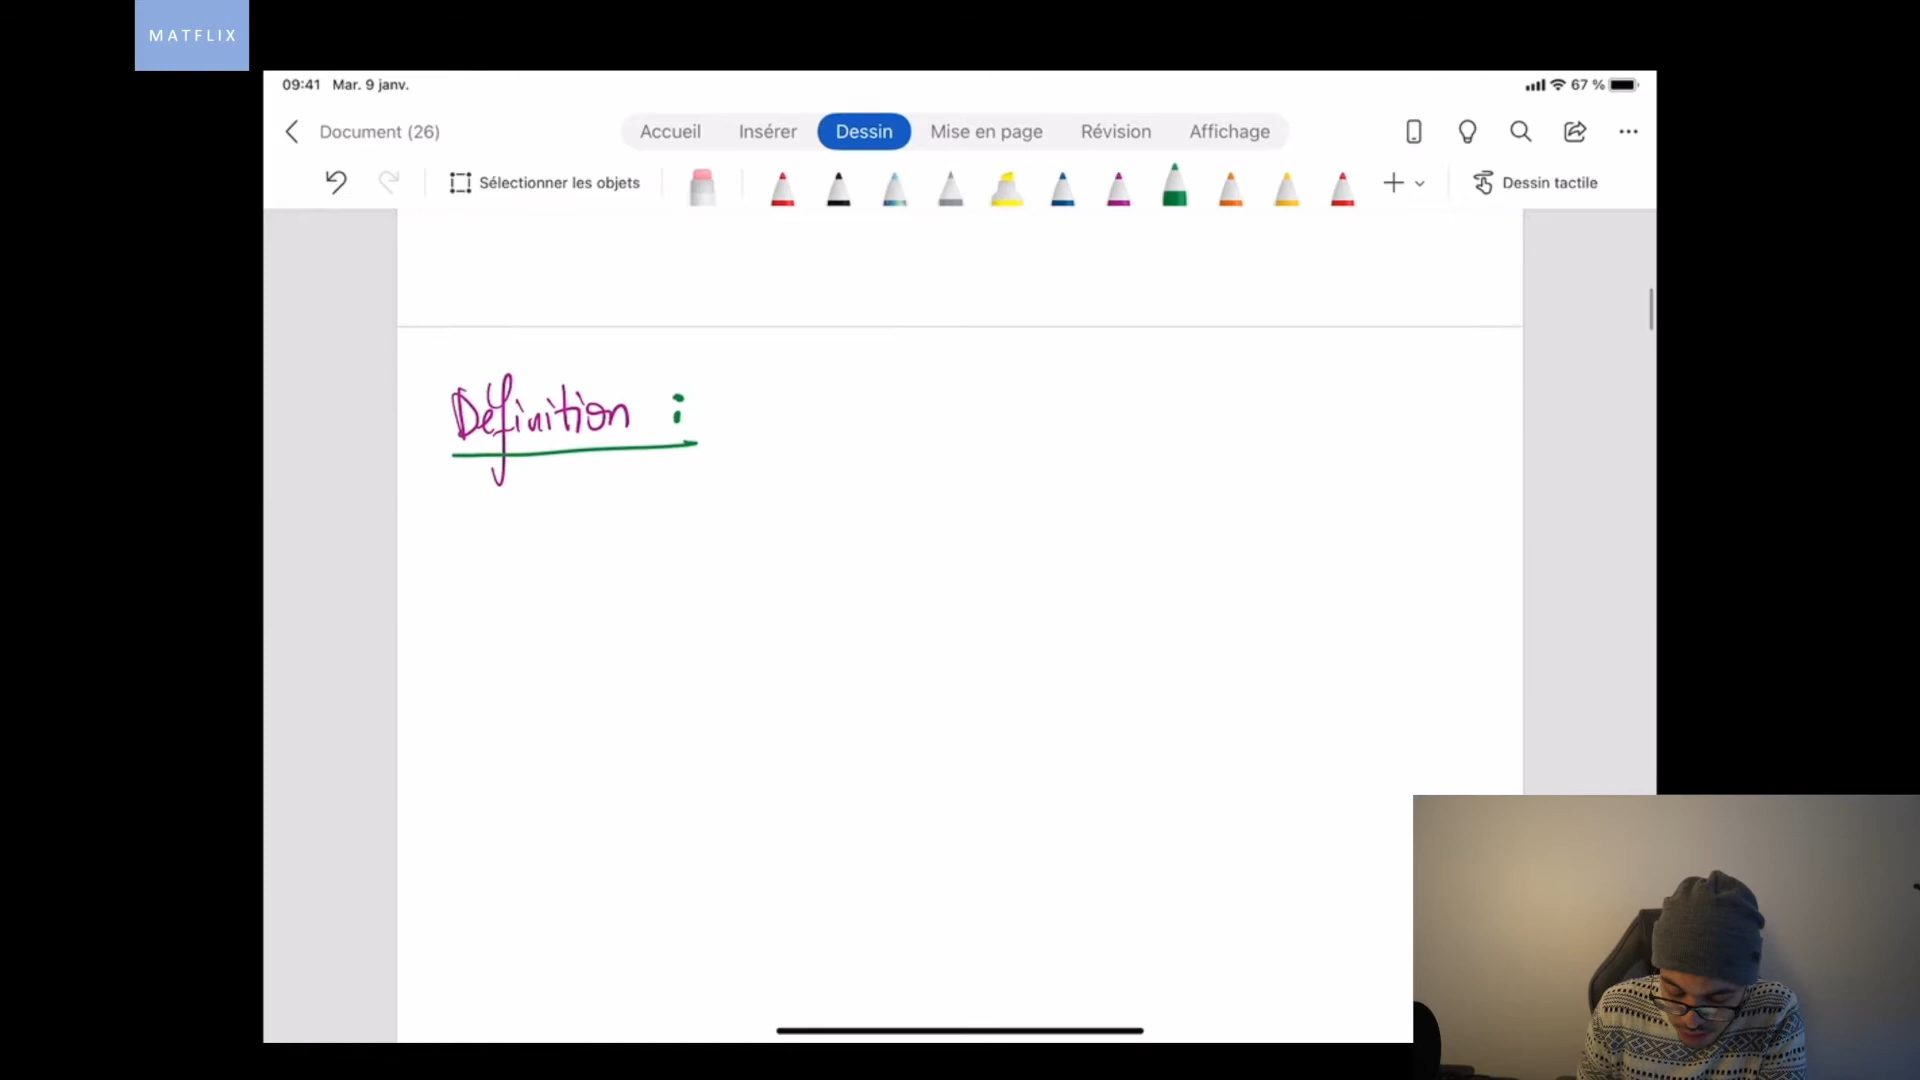 MATFLIX
09:41 Mar. 9 janv. 67 %
Document (26) Accueil Insérer Dessin Mise en page Révision Affichage
Sélectionner les objets Dessin tactile
Définition :